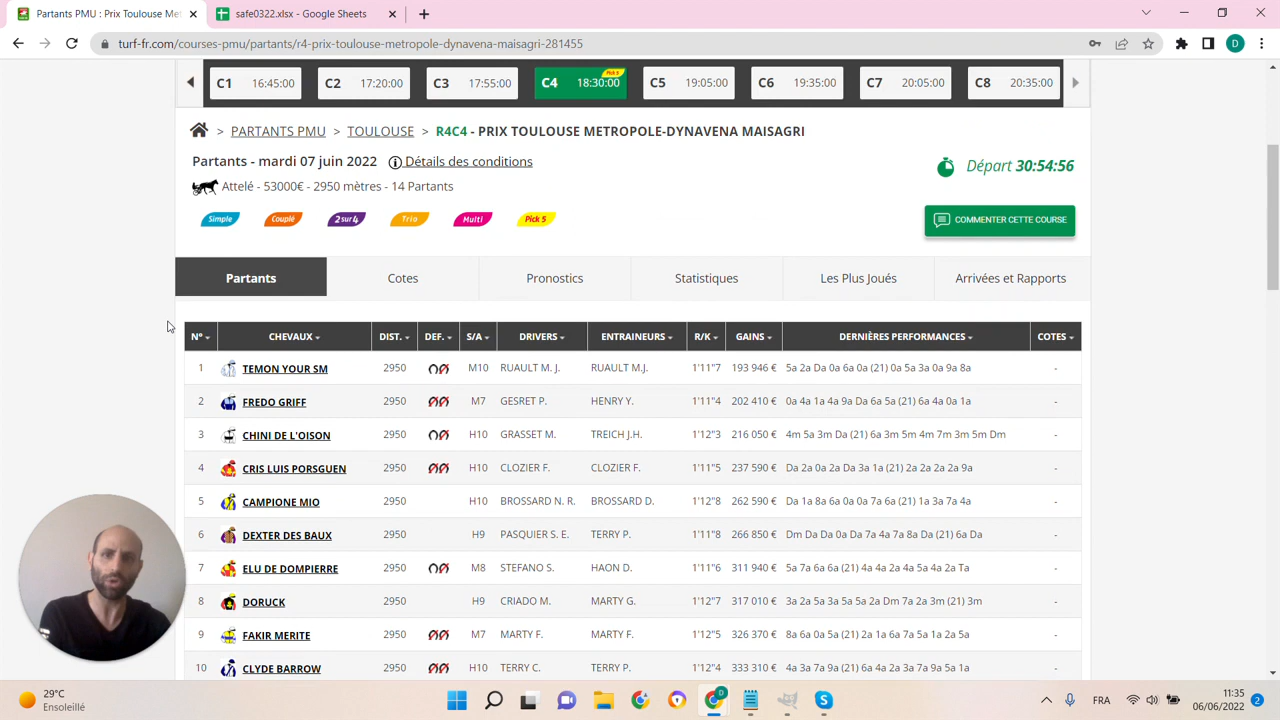 Partants PMU : Prix Toulouse Me
safe0322.xlsx - Google Sheets
turf-fr.com/courses-pmu/partants/r4-prix-toulouse-metropole-dynavena-maisagri-281455
D
C1 16:45:00
C2 17:20:00
C3 17:55:00
C4 18:30:00 Pick 5
C5 19:05:00
C6 19:35:00
C7 20:05:00
C8 20:35:00
> PARTANTS PMU > TOULOUSE > R4C4 - PRIX TOULOUSE METROPOLE-DYNAVENA MAISAGRI
Partants - mardi 07 juin 2022 Détails des conditions
Départ 30:54:56
Attelé - 53000€ - 2950 mètres - 14 Partants
Simple Couplé 2 sur 4 Trio Multi Pick 5
COMMENTER CETTE COURSE
Partants Cotes Pronostics Statistiques Les Plus Joués Arrivées et Rapports
N° CHEVAUX DIST. DEF. S/A DRIVERS ENTRAINEURS R/K GAINS DERNIÈRES PERFORMANCES COTES
1 TEMON YOUR SM 2950 M10 RUAULT M. J. RUAULT M.J. 1'11"7 193 946 € 5a 2a Da 0a 6a 0a (21) 0a 5a 3a 0a 9a 8a -
2 FREDO GRIFF 2950 M7 GESRET P. HENRY Y. 1'11"4 202 410 € 0a 4a 1a 4a 9a Da 6a 5a (21) 6a 4a 0a 1a -
3 CHINI DE L'OISON 2950 H10 GRASSET M. TREICH J.H. 1'12"3 216 050 € 4m 5a 3m Da (21) 6a 3m 5m 4m 7m 3m 5m Dm -
4 CRIS LUIS PORSGUEN 2950 H10 CLOZIER F. CLOZIER F. 1'11"5 237 590 € Da 2a 0a 2a Da 3a 1a (21) 2a 2a 2a 2a 9a -
5 CAMPIONE MIO 2950 H10 BROSSARD N. R. BROSSARD D. 1'12"8 262 590 € Da 1a 8a 6a 0a 0a 7a 6a (21) 1a 3a 7a 4a -
6 DEXTER DES BAUX 2950 H9 PASQUIER S. E. TERRY P. 1'11"8 266 850 € Dm Da Da 0a Da 7a 4a 7a 8a Da (21) 6a Da -
7 ELU DE DOMPIERRE 2950 M8 STEFANO S. HAON D. 1'11"6 311 940 € 5a 7a 6a 6a (21) 4a 4a 2a 4a 5a 4a 2a Ta -
8 DORUCK 2950 H9 CRIADO M. MARTY G. 1'12"7 317 010 € 3a 2a 5a 3a 5a 5a 2a Dm 7a 2a 3m (21) 3m -
9 FAKIR MERITE 2950 M7 MARTY F. MARTY F. 1'12"5 326 370 € 8a 6a 0a 5a (21) 2a 1a 6a 7a 5a 1a 2a 5a -
10 CLYDE BARROW 2950 H10 TERRY C. TERRY P. 1'12"4 333 310 € 4a 3a 7a 9a (21) 4a 6a 4a 2a 3a 7a 9a 5a 1a -
29°C
Ensoleillé
D
FRA
11:35
06/06/2022
2